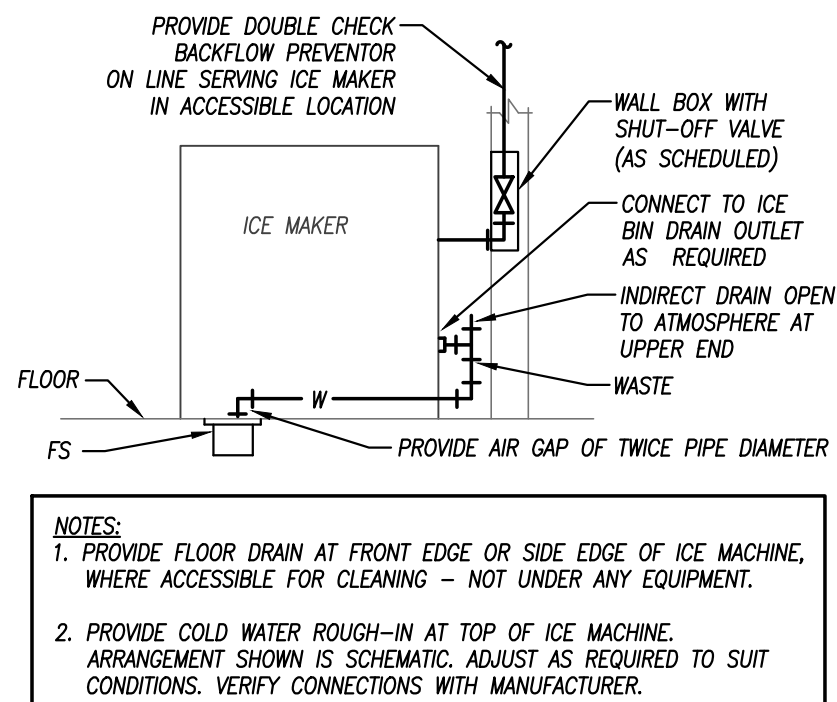 PROVIDE DOUBLE CHECK
BACKFLOW PREVENTOR
ON LINE SERVING ICE MAKER
IN ACCESSIBLE LOCATION
WALL BOX WITH
SHUT-OFF VALVE
(AS SCHEDULED)
ICE MAKER
CONNECT TO ICE
BIN DRAIN OUTLET
AS REQUIRED
INDIRECT DRAIN OPEN
TO ATMOSPHERE AT
UPPER END
WASTE
FLOOR
W
FS
PROVIDE AIR GAP OF TWICE PIPE DIAMETER
NOTES:
1. PROVIDE FLOOR DRAIN AT FRONT EDGE OR SIDE EDGE OF ICE MACHINE,
WHERE ACCESSIBLE FOR CLEANING – NOT UNDER ANY EQUIPMENT.
2. PROVIDE COLD WATER ROUGH-IN AT TOP OF ICE MACHINE.
ARRANGEMENT SHOWN IS SCHEMATIC. ADJUST AS REQUIRED TO SUIT
CONDITIONS. VERIFY CONNECTIONS WITH MANUFACTURER.